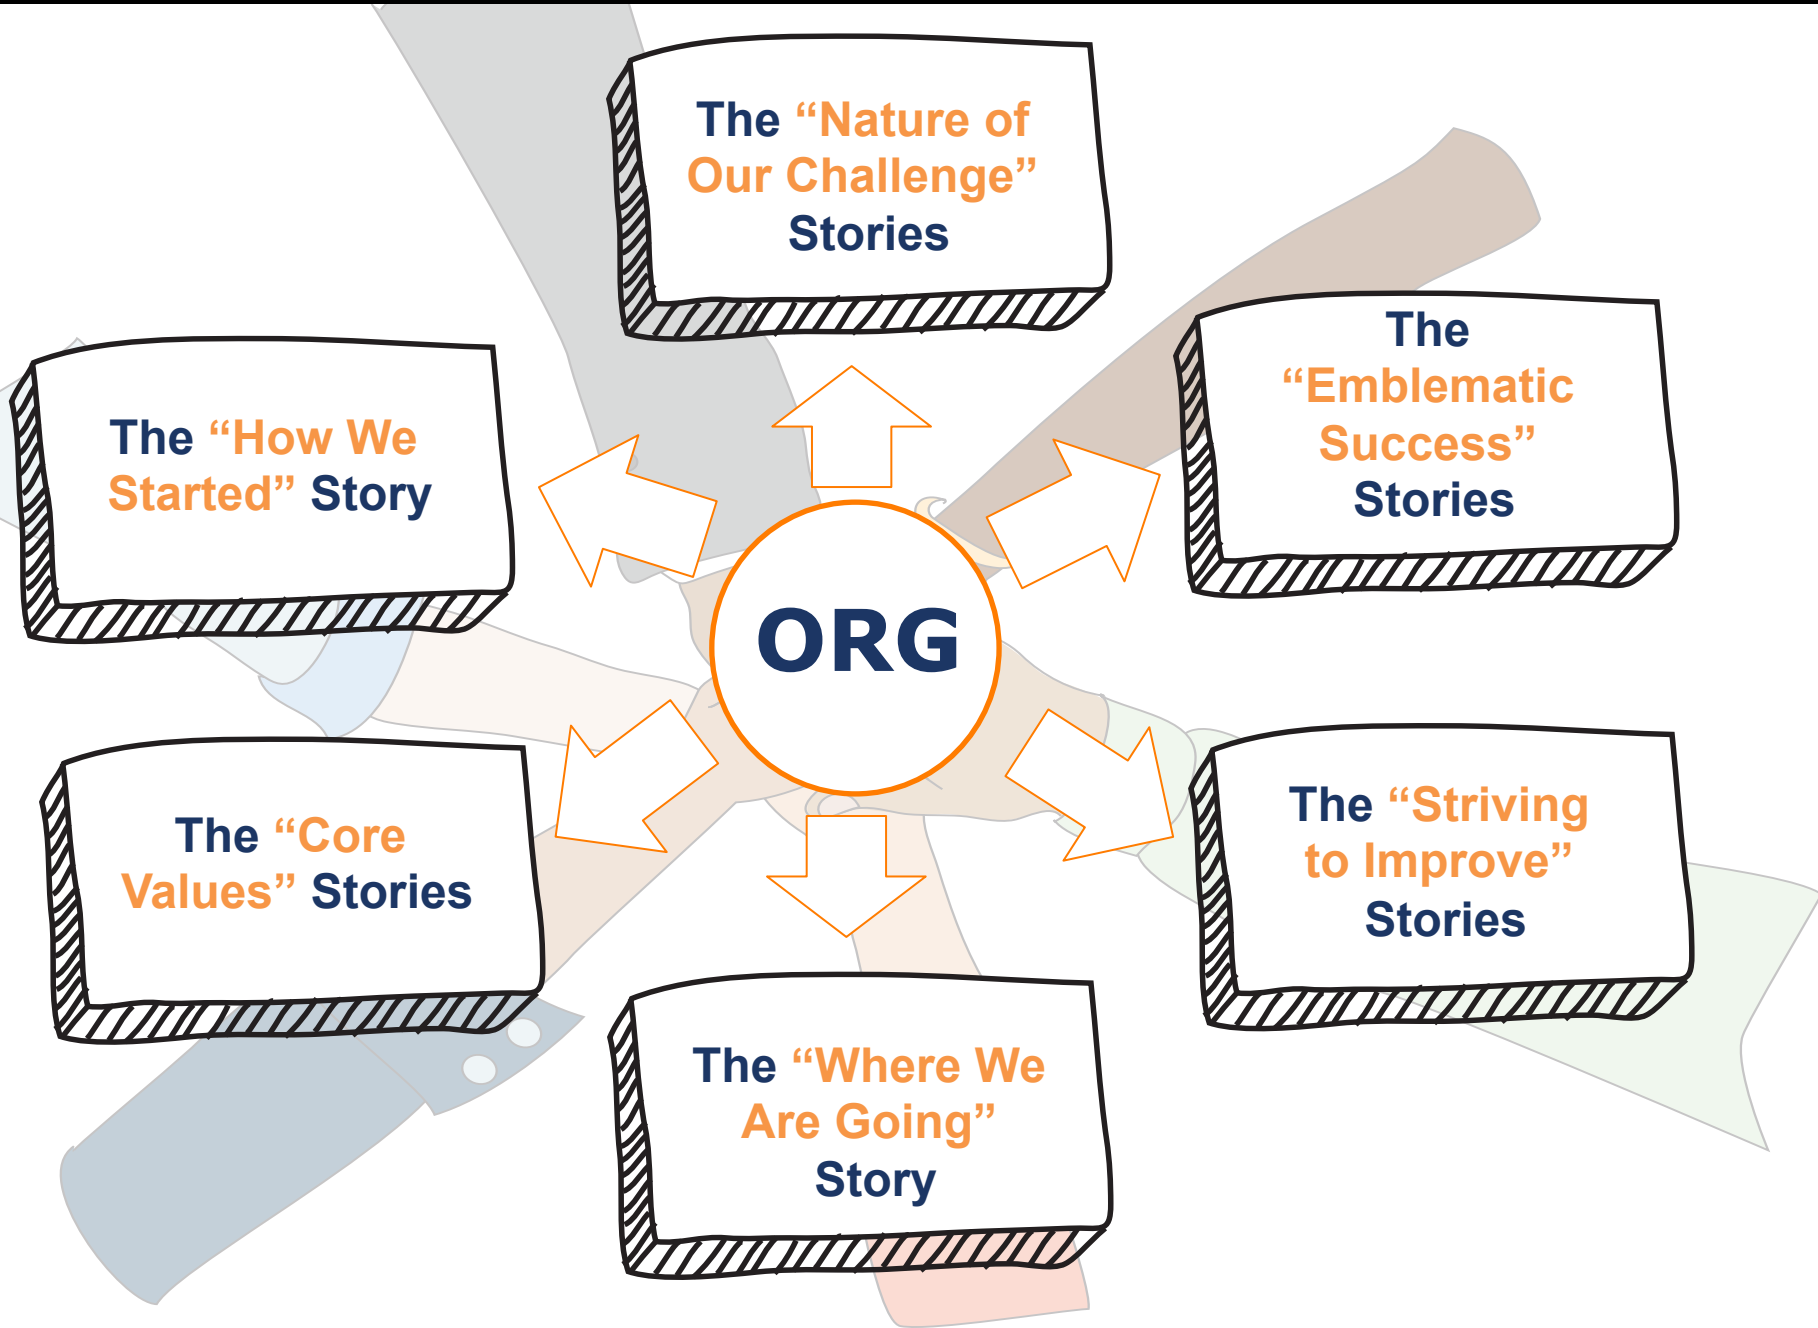 The “Nature of
Our Challenge”
Stories
The
“Emblematic
Success”
Stories
The “How We
Started” Story
ORG
The “Striving
to Improve”
Stories
The “Core
Values” Stories
The “Where We
Are Going”
Story